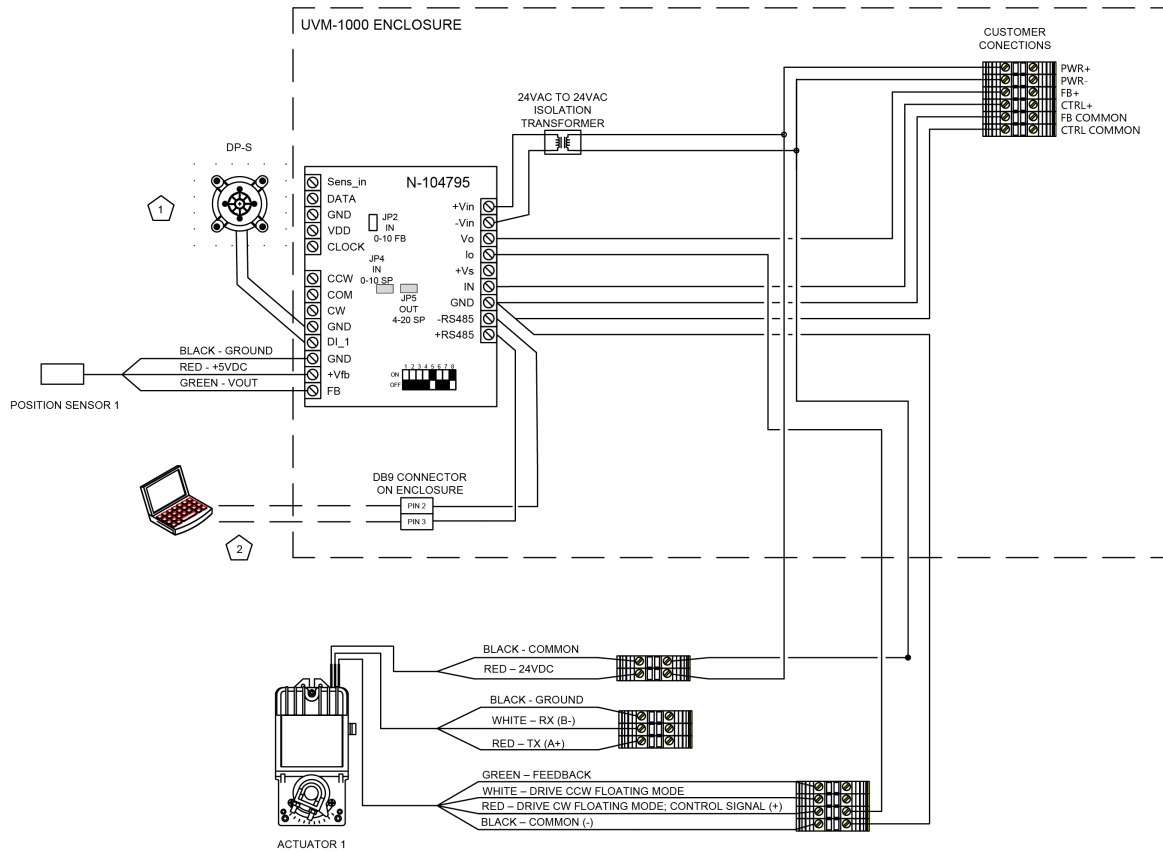 UVM-1000 ENCLOSURE
CUSTOMER
CONECTIONS
PWR+
PWR-
FB+
CTRL+
FB COMMON
CTRL COMMON
24VAC TO 24VAC
ISOLATION
TRANSFORMER
DP-S
1
N-104795
Sens_in
DATA
GND
VDD
CLOCK
CCW
COM
CW
GND
DI_1
GND
+Vfb
FB
JP2
IN
0-10 FB
JP4
IN
0-10 SP
JP5
OUT
4-20 SP
+Vin
-Vin
Vo
Io
+Vs
IN
GND
-RS485
+RS485
1 2 3 4 5 6 7 8
ON
OFF
BLACK - GROUND
RED - +5VDC
GREEN - VOUT
POSITION SENSOR 1
DB9 CONNECTOR
ON ENCLOSURE
PIN 2
PIN 3
2
BLACK - COMMON
RED – 24VDC
BLACK - GROUND
WHITE – RX (B-)
RED – TX (A+)
GREEN – FEEDBACK
WHITE – DRIVE CCW FLOATING MODE
RED – DRIVE CW FLOATING MODE; CONTROL SIGNAL (+)
BLACK – COMMON (-)
ACTUATOR 1